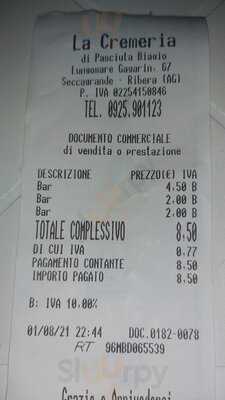 La Cremeria
di Panciuta Biagio
Lungomare Gagarin, 67
Seccagrande - Ribera (AG)
P. IVA 02254150846
TEL. 0925.901123
DOCUMENTO COMMERCIALE
di vendita o prestazione
DESCRIZIONE PREZZO(€) IVA
Bar 4.50 B
Bar 2.00 B
Bar 2.00 B
TOTALE COMPLESSIVO 8,50
DI CUI IVA 0.77
PAGAMENTO CONTANTE 8.50
IMPORTO PAGATO 8.50
B: IVA 10.00%
01/08/21 22:44 DOC.0182-0078
RT 96MBD065539
Sluurpy
Grazie e Arrivederci